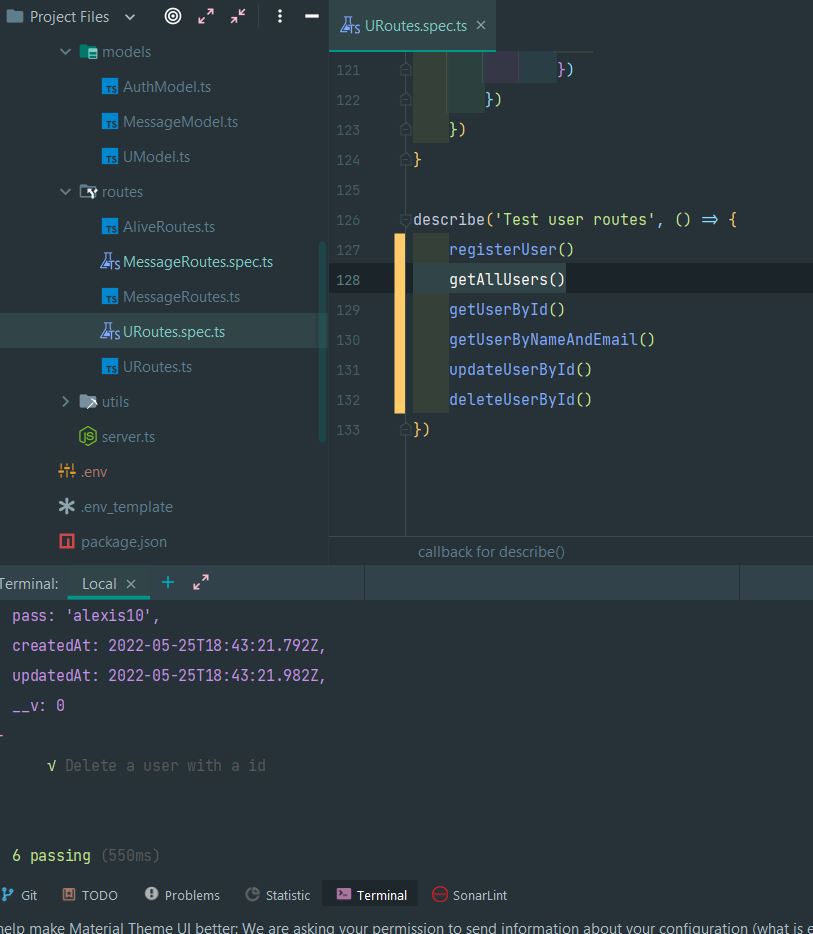 Project Files
URoutes.spec.ts
models
AuthModel.ts
MessageModel.ts
UModel.ts
routes
AliveRoutes.ts
MessageRoutes.spec.ts
MessageRoutes.ts
URoutes.spec.ts
URoutes.ts
utils
server.ts
.env
.env_template
package.json
121 })
122 })
123 })
124 }
125
126 describe('Test user routes', () => {
127 registerUser()
128 getAllUsers()
129 getUserById()
130 getUserByNameAndEmail()
131 updateUserById()
132 deleteUserById()
133 })
callback for describe()
Terminal: Local
pass: 'alexis10',
createdAt: 2022-05-25T18:43:21.792Z,
updatedAt: 2022-05-25T18:43:21.982Z,
__v: 0
√ Delete a user with a id
6 passing (550ms)
Git TODO Problems Statistic Terminal SonarLint
help make Material Theme UI better: We are asking your permission to send information about your configuration (what is